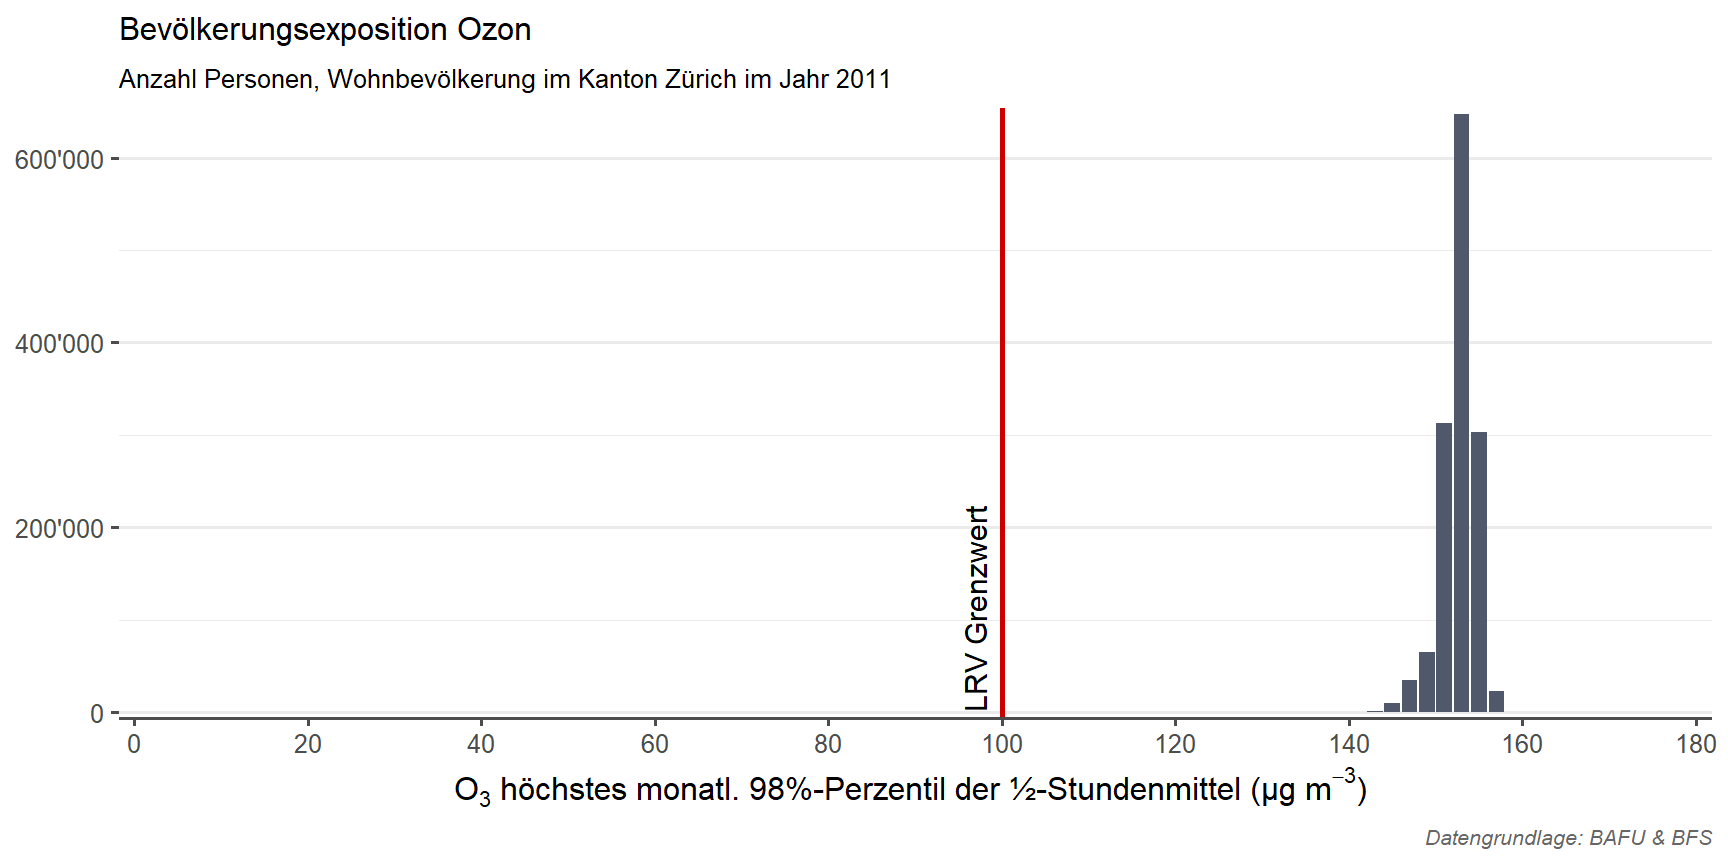 Bevölkerungsexposition Ozon
Anzahl Personen, Wohnbevölkerung im Kanton Zürich im Jahr 2011
600'000
400'000
200'000
0
LRV Grenzwert
0 20 40 60 80 100 120 140 160 180
O₃ höchstes monatl. 98%-Perzentil der ½-Stundenmittel (µg m⁻³)
Datengrundlage: BAFU & BFS